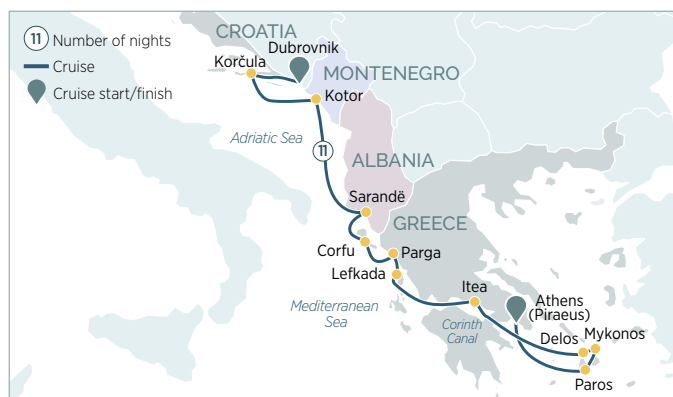 11 Number of nights
Cruise
Cruise start/finish
CROATIA
Dubrovnik
Korčula
MONTENEGRO
Kotor
Adriatic Sea
11
ALBANIA
Sarandë
GREECE
Corfu
Parga
Lefkada
Itea
Athens
(Piraeus)
Mediterranean
Sea
Corinth
Canal
Delos
Mykonos
Paros